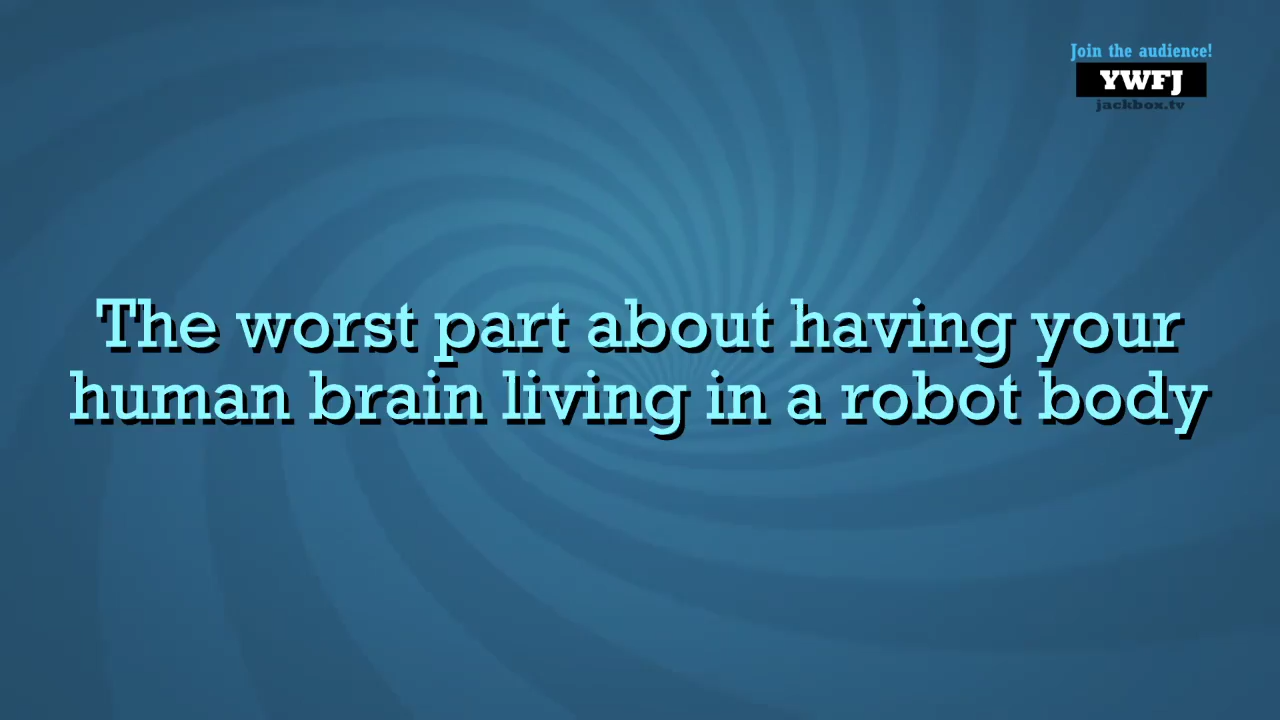 Join the audience!
YWFJ
jackbox.tv
The worst part about having your
human brain living in a robot body